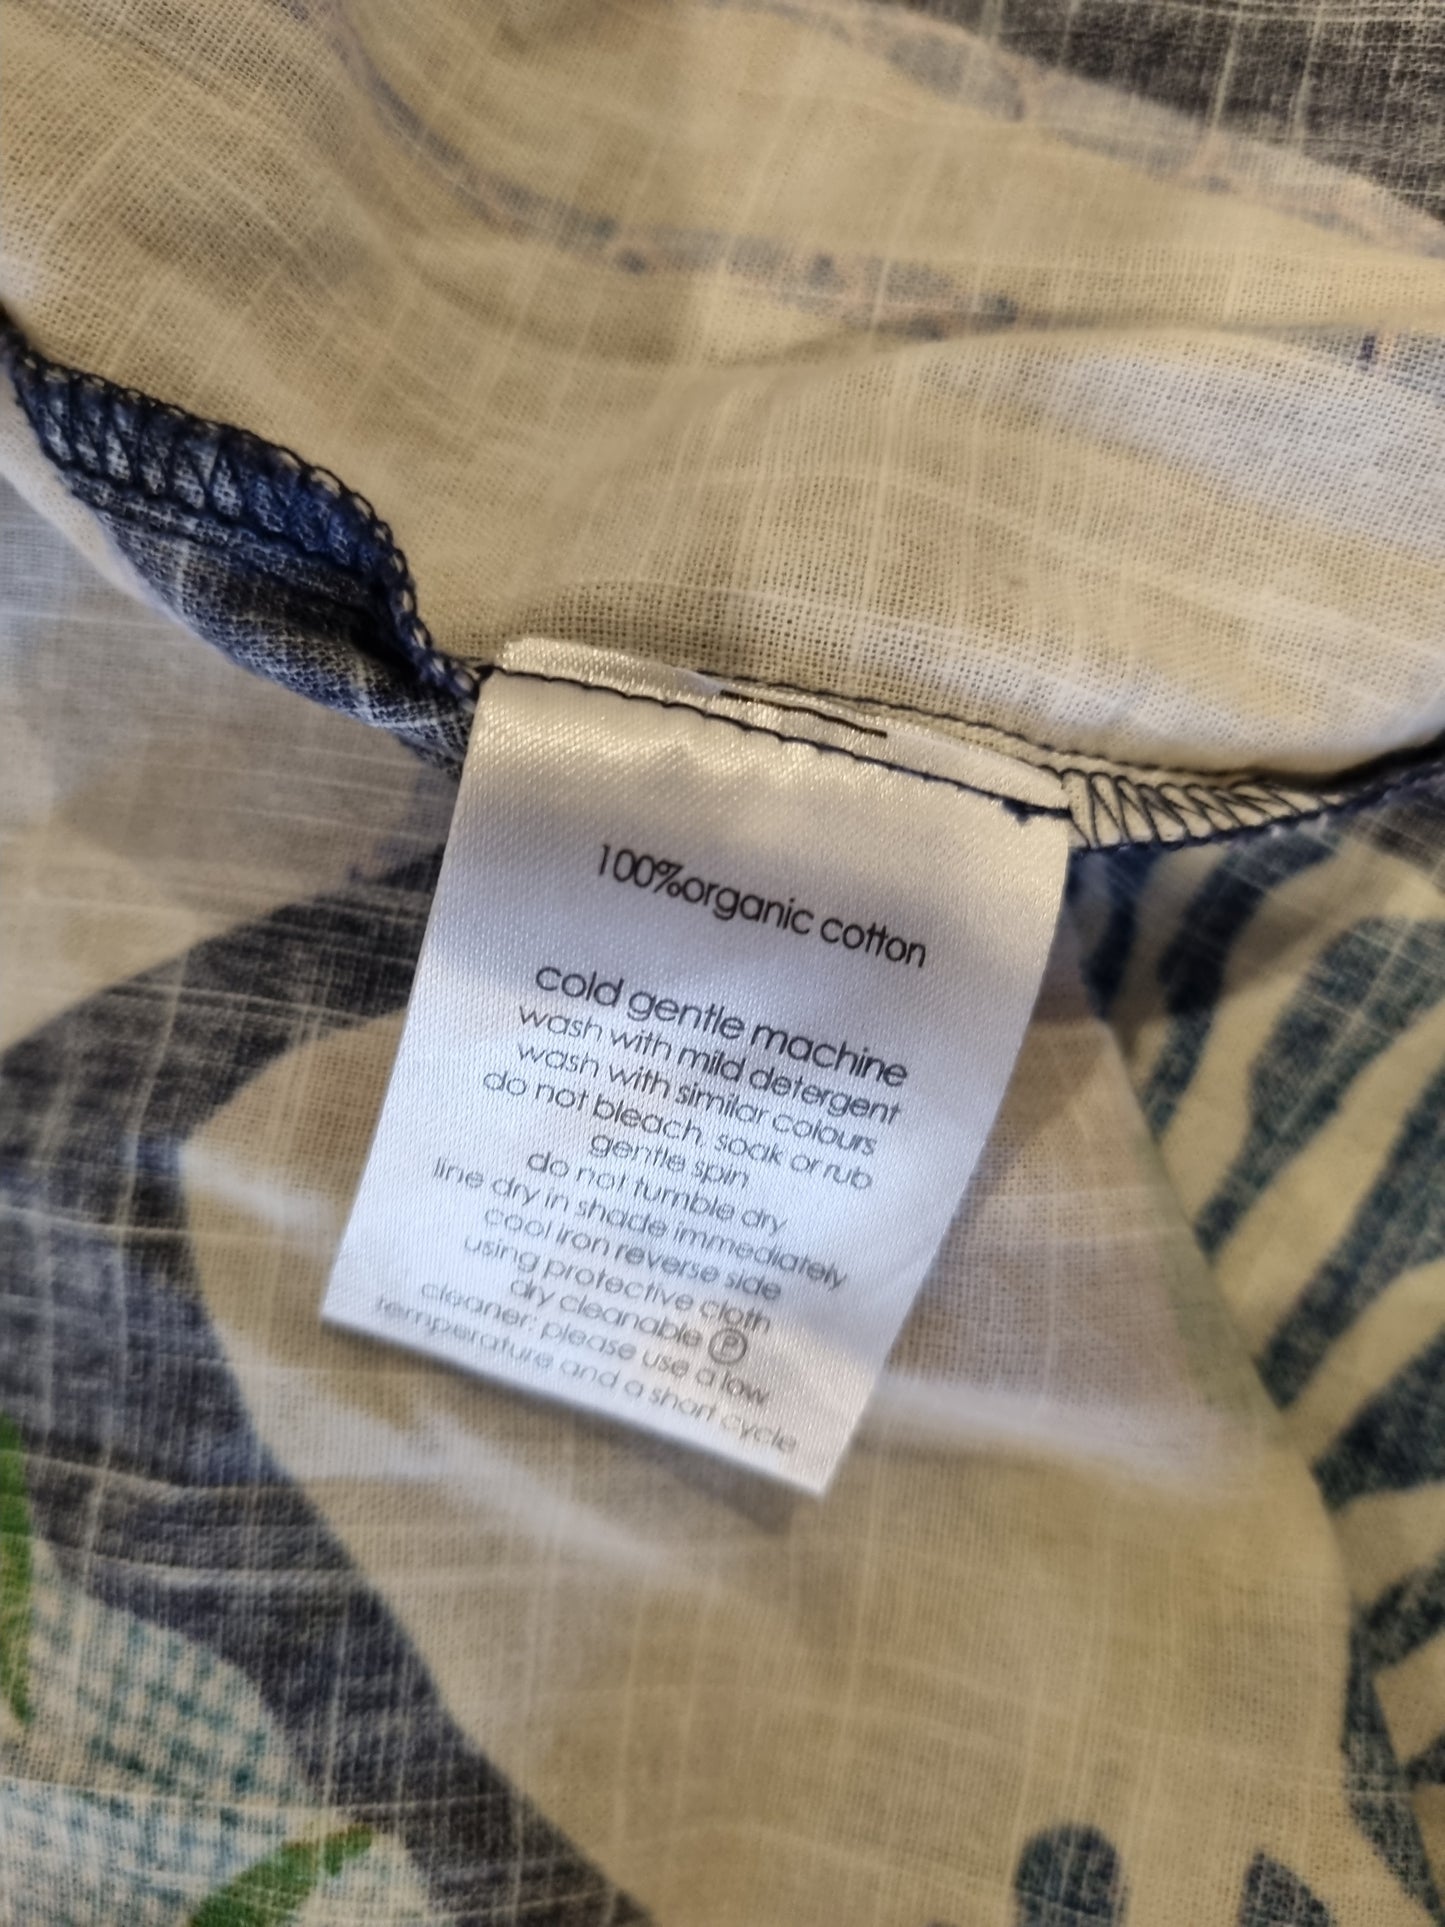 100%organic cotton
cold gentle machine
wash with mild detergent
wash with similar colours
do not bleach, soak or rub
gentle spin
do not tumble dry
line dry in shade immediately
cool iron reverse side
using protective cloth
dry cleanable Ⓟ
cleaner: please use a low
temperature and a short cycle